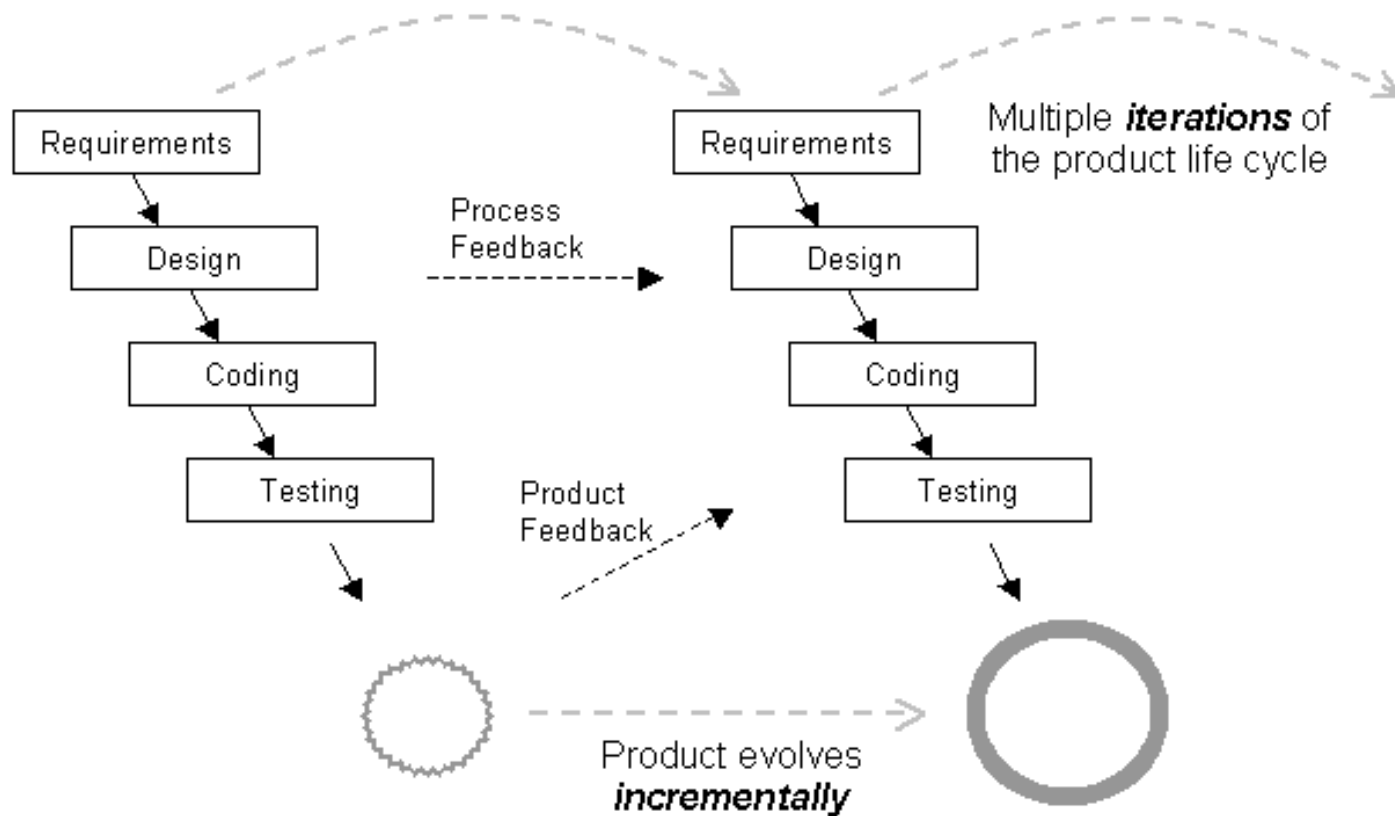 Requirements
Requirements
Multiple iterations of
the product life cycle
Process
Feedback
Design
Design
Coding
Coding
Testing
Product
Feedback
Testing
Product evolves
incrementally